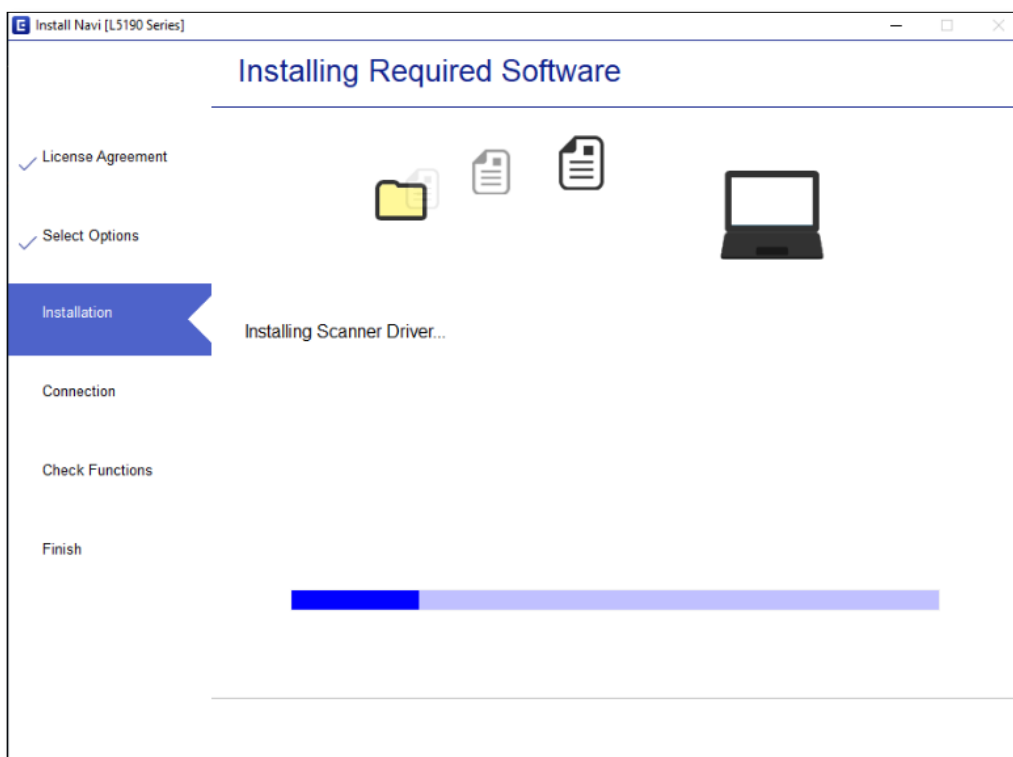 Install Navi [L5190 Series]
Installing Required Software
License Agreement
Select Options
Installation
Installing Scanner Driver...
Connection
Check Functions
Finish